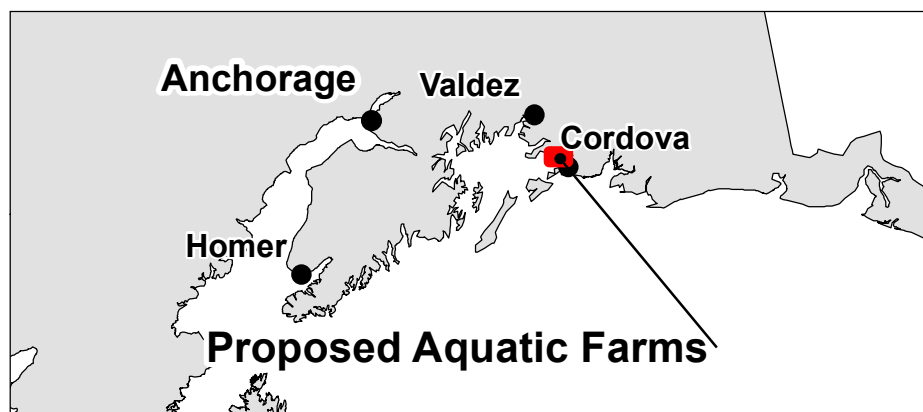 Anchorage
Valdez
Cordova
Homer
Proposed Aquatic Farms